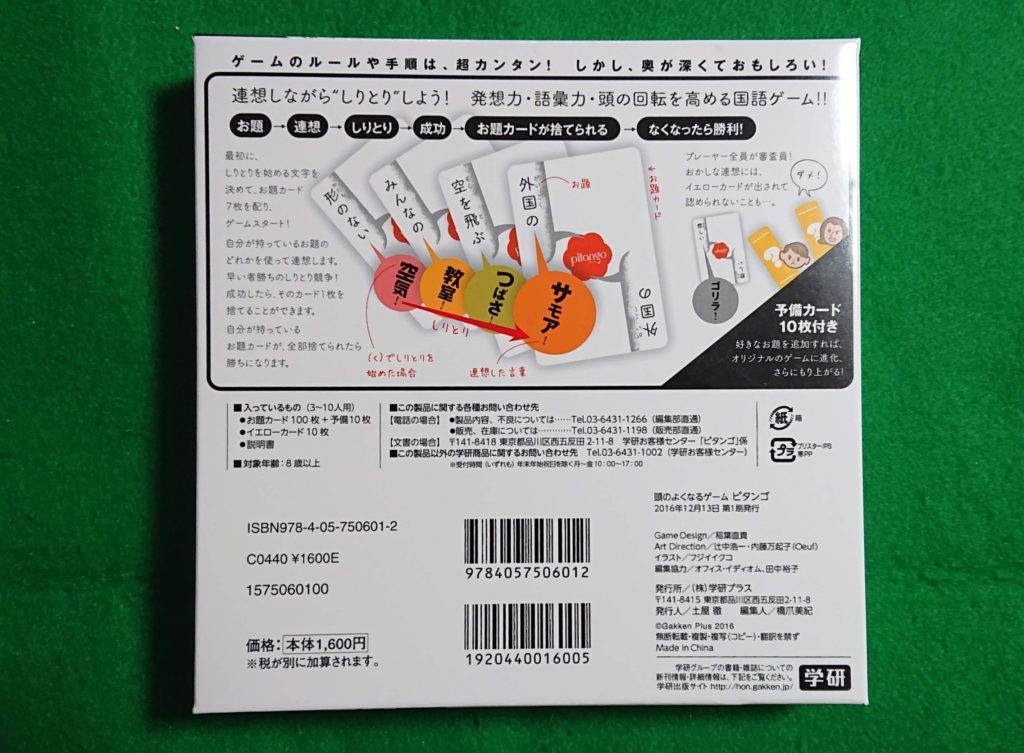 ゲームのルールや手順は、超カンタン! しかし、奥が深くておもしろい!
連想しながら“しりとり”しよう! 発想力・語彙力・頭の回転を高める国語ゲーム!!
お題→連想→しりとり→成功→お題カードが捨てられる→なくなったら勝利!
最初に、
しりとりを始める文字を
決めて、お題カード
7枚を配り、
ゲームスタート!
自分が持っているお題の
どれかを使って連想します。
早い者勝ちのしりとり競争!
成功したら、そのカード1枚を
捨てることができます。
自分が持っている
お題カードが、全部捨てられたら
勝ちになります。
形のない
みんなの
空を飛ぶ
外国の
お題
←お題カード
pitango
外国の
空気!
教室!
つばさ!
サモア!
しりとり
(く)でしりとりを
始めた場合
連想した言葉
プレーヤー全員が審査員!
おかしな連想には、
イエローカードが出されて
認められないことも…。
ダメ!
pitango
ゴリラ!
予備カード
10枚付き
好きなお題を追加すれば、
オリジナルのゲームに進化、
さらにもり上がる!
■入っているもの(3~10人用)
●お題カード100枚+予備10枚
●イエローカード10枚
●説明書
■対象年齢:8歳以上
■この製品に関する各種お問い合わせ先
【電話の場合】 ●製品内容、不良については……Tel.03-6431-1266(編集部直通)
●販売、在庫については…………Tel.03-6431-1198(販売部直通)
【文書の場合】 〒141-8418 東京都品川区西五反田2-11-8 学研お客様センター「ピタンゴ」係
■この製品以外の学研商品に関するお問い合わせ先 Tel.03-6431-1002(学研お客様センター)
※受付時間(いずれも)年末年始祝日を除く月~金10:00~17:00
紙 箱
プラ ブリスター:PS
帯:PP
頭のよくなるゲーム ピタンゴ
2016年12月13日 第1刷発行
ISBN978-4-05-750601-2
C0440 ¥1600E
1575060100
9784057506012
1920440016005
価格:本体1,600円
※税が別に加算されます。
Game Design/稲葉直貴
Art Direction/辻中浩一・内藤万起子(Oeuf)
イラスト/フジイイクコ
編集協力/オフィス・イディオム、田中裕子
発行所/(株)学研プラス
〒141-8415 東京都品川区西五反田2-11-8
発行人/土屋 徹 編集人/橋爪美紀
©Gakken Plus 2016
無断転載・複製・複写(コピー)・翻訳を禁ず
Made in China
学研グループの書籍・雑誌についての
新刊情報・詳細情報は、下記をご覧ください。
学研出版サイト http://hon.gakken.jp/
学研